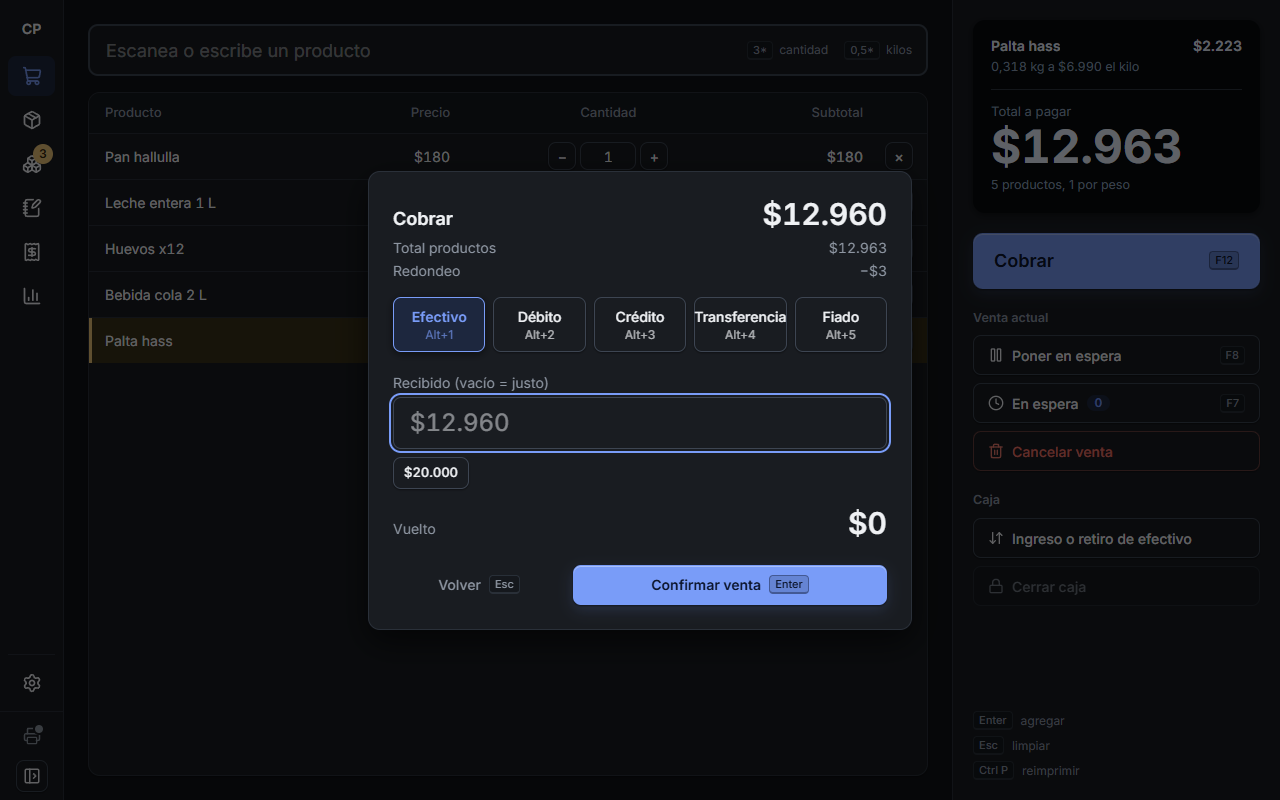 CP
3
Escanea o escribe un producto
3* cantidad 0,5* kilos
Producto Precio Cantidad Subtotal
Pan hallulla $180 − 1 + $180 ×
Leche entera 1 L
Huevos x12
Bebida cola 2 L
Palta hass
Cobrar $12.960
Total productos $12.963
Redondeo −$3
Efectivo Débito Crédito Transferencia Fiado
Alt+1 Alt+2 Alt+3 Alt+4 Alt+5
Recibido (vacío = justo)
$12.960
$20.000
Vuelto $0
Volver Esc Confirmar venta Enter
Palta hass $2.223
0,318 kg a $6.990 el kilo
Total a pagar
$12.963
5 productos, 1 por peso
Cobrar F12
Venta actual
Poner en espera F8
En espera 0 F7
Cancelar venta
Caja
Ingreso o retiro de efectivo
Cerrar caja
Enter agregar
Esc limpiar
Ctrl P reimprimir